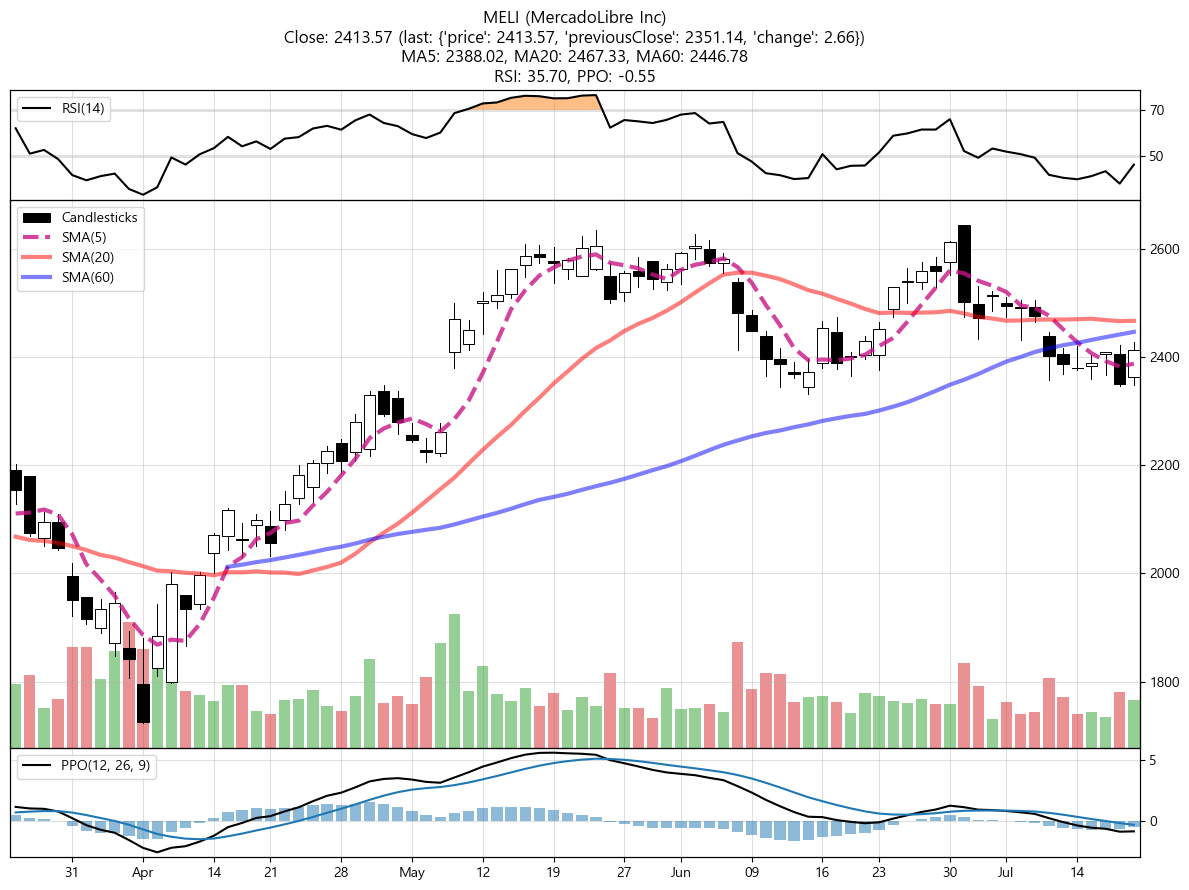 MELI (MercadoLibre Inc)
Close: 2413.57 (last: {'price': 2413.57, 'previousClose': 2351.14, 'change': 2.66})
MA5: 2388.02, MA20: 2467.33, MA60: 2446.78
RSI: 35.70, PPO: -0.55
RSI(14)
70
50
Candlesticks
SMA(5)
SMA(20)
SMA(60)
2600
2400
2200
2000
1800
PPO(12, 26, 9)
5
0
31 Apr 14 21 28 May 12 19 27 Jun 09 16 23 30 Jul 14